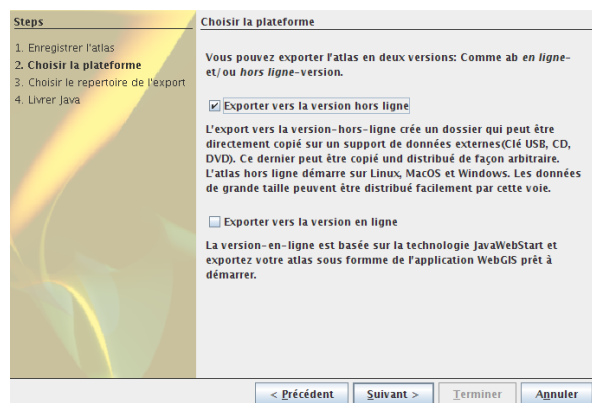 Steps
1. Enregistrer l'atlas
2. Choisir la plateforme
3. Choisir le repertoire de l'export
4. Livrer Java
Choisir la plateforme
Vous pouvez exporter l'atlas en deux versions: Comme ab en ligne-
et/ou hors ligne-version.
Exporter vers la version hors ligne
L'export vers la version-hors-ligne crée un dossier qui peut être
directement copié sur un support de données externes(Clé USB, CD,
DVD). Ce dernier peut être copié und distribué de façon arbitraire.
L'atlas hors ligne démarre sur Linux, MacOS et Windows. Les données
de grande taille peuvent être distribué facilement par cette voie.
Exporter vers la version en ligne
La version-en-ligne est basée sur la technologie JavaWebStart et
exportez votre atlas sous formme de l'application WebGIS prêt à
démarrer.
< Précédent
Suivant >
Terminer
Annuler